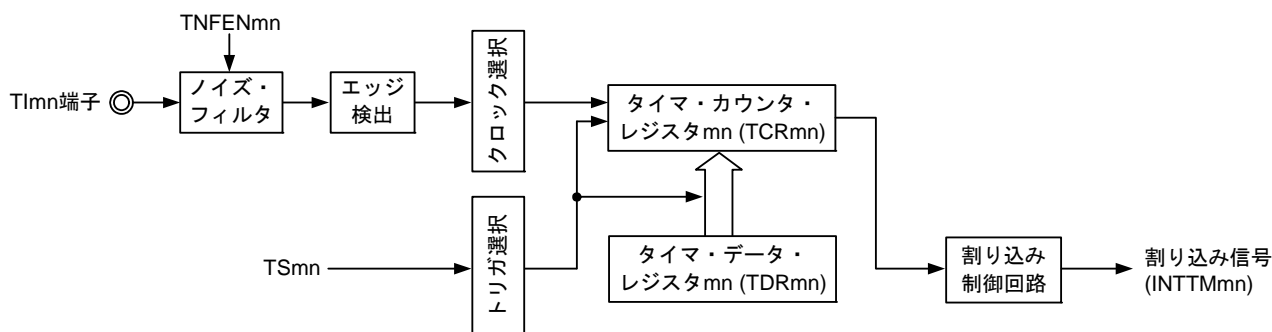 TNFENmn
TImn端子
ノイズ・
フィルタ
エッジ
検出
クロック選択
タイマ・カウンタ・
レジスタmn (TCRmn)
TSmn
トリガ選択
タイマ・データ・
レジスタmn (TDRmn)
割り込み
制御回路
割り込み信号
(INTTMmn)